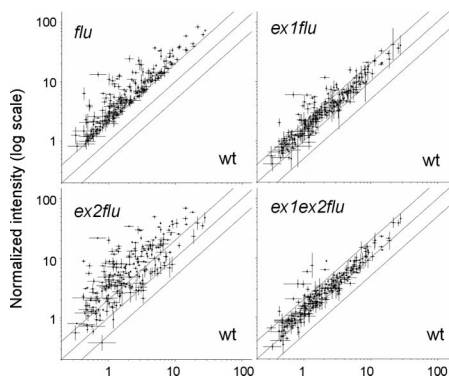 100 flu ex1flu
10
1
wt wt
Normalized intensity (log scale)
100 ex2flu ex1ex2flu
10
1
wt wt
1 10 100 1 10 100